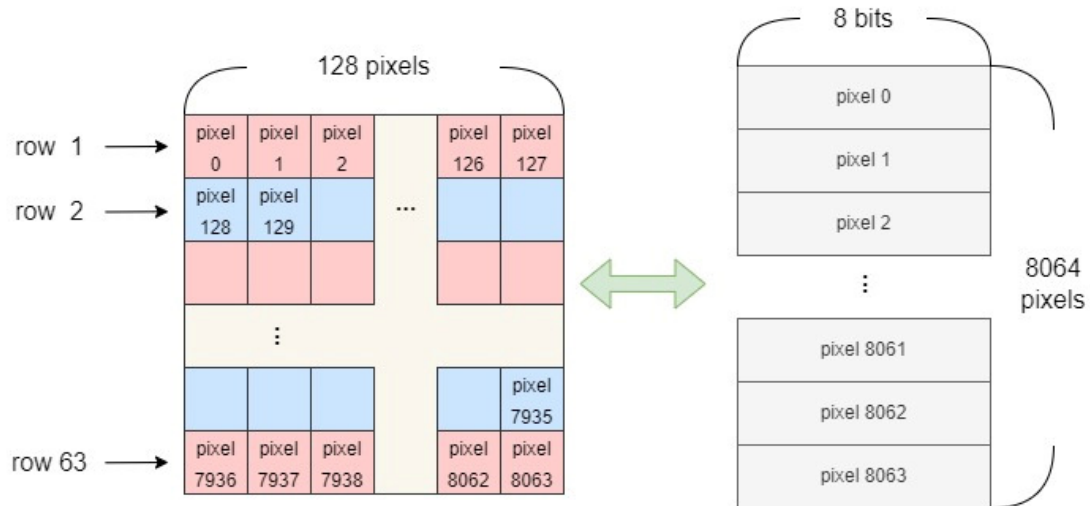 8 bits
128 pixels
row 1
pixel 0
pixel 1
pixel 2
pixel 126
pixel 127
row 2
pixel 128
pixel 129
...
⋮
pixel 7935
row 63
pixel 7936
pixel 7937
pixel 7938
pixel 8062
pixel 8063
pixel 0
pixel 1
pixel 2
⋮
8064
pixels
pixel 8061
pixel 8062
pixel 8063